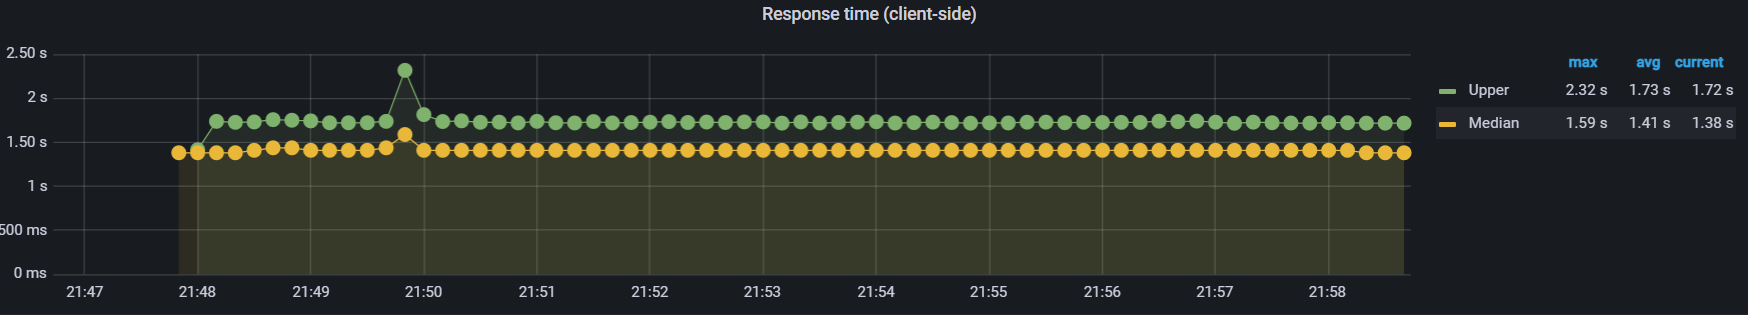 Response time (client-side)
2.50 s
2 s
1.50 s
1 s
500 ms
0 ms
21:47 21:48 21:49 21:50 21:51 21:52 21:53 21:54 21:55 21:56 21:57 21:58
max avg current
Upper 2.32 s 1.73 s 1.72 s
Median 1.59 s 1.41 s 1.38 s